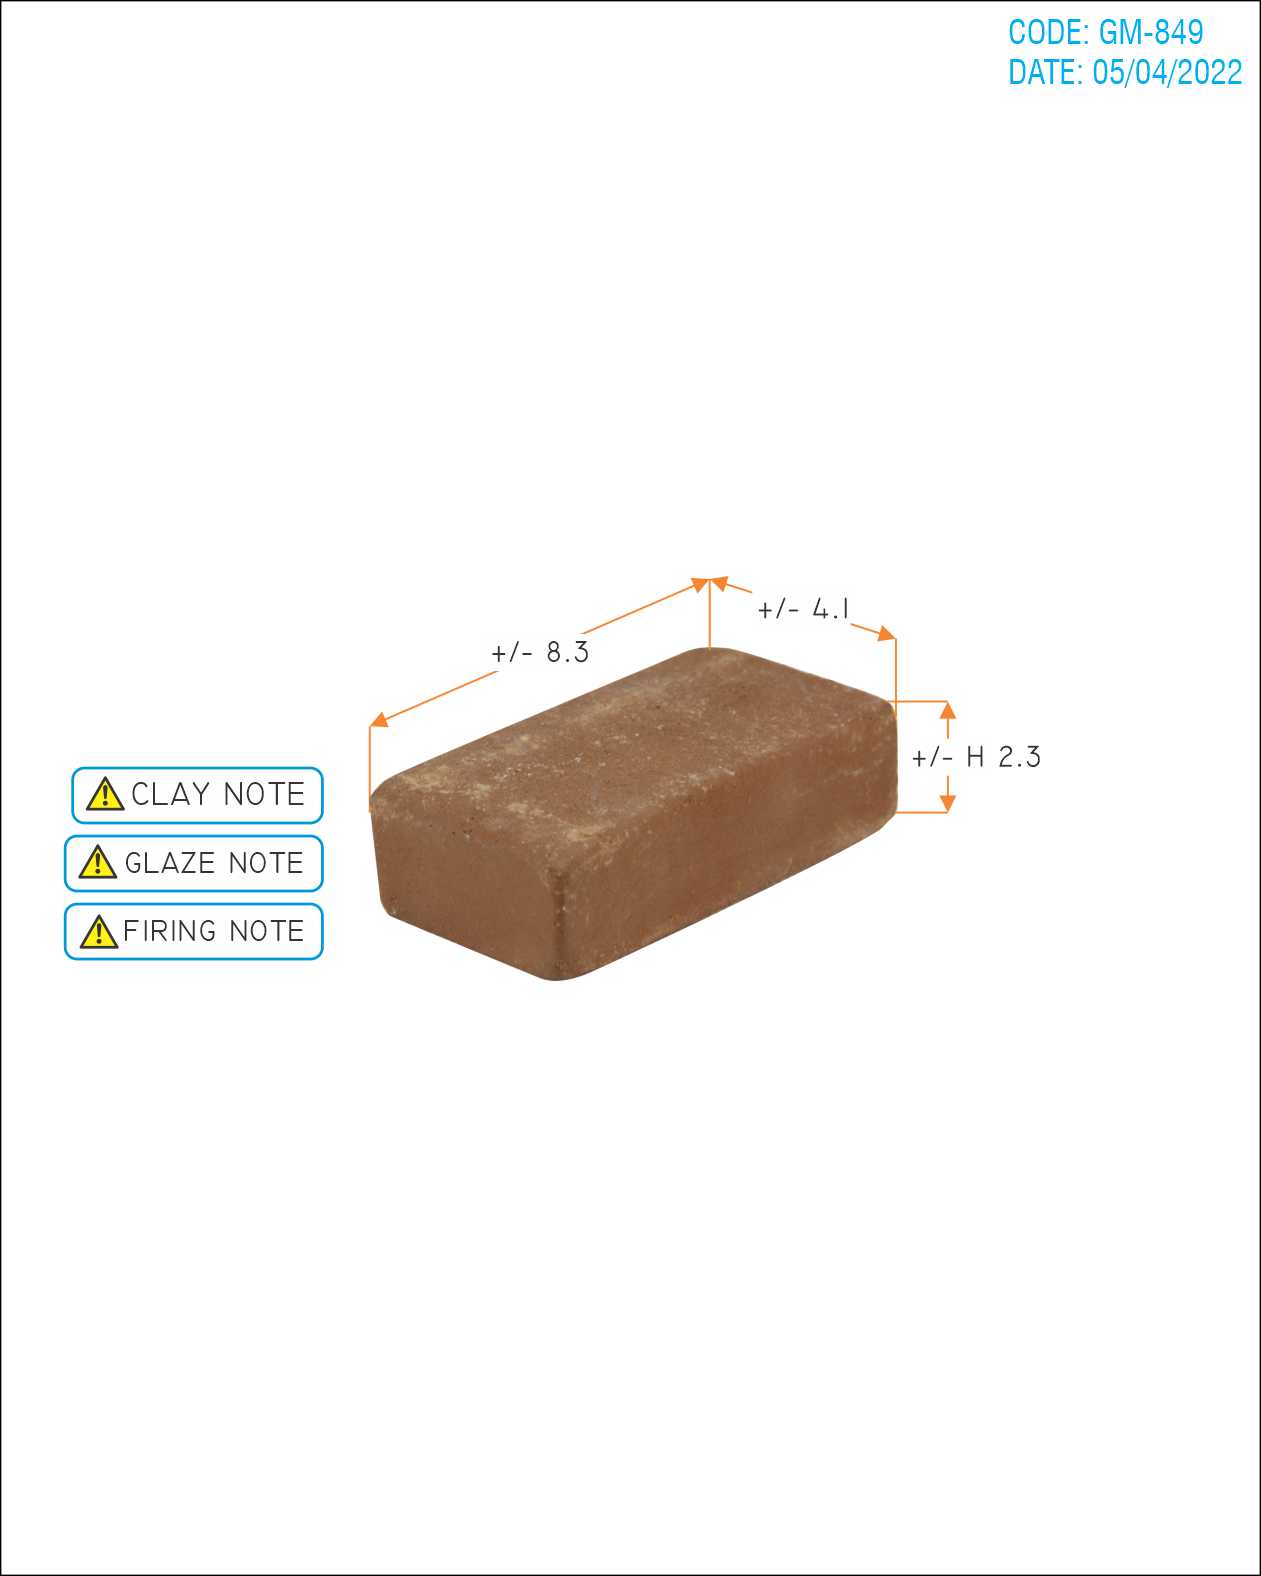 CODE: GM-849
DATE: 05/04/2022
+/- 4.1
+/- 8.3
+/- H 2.3
CLAY NOTE
GLAZE NOTE
FIRING NOTE